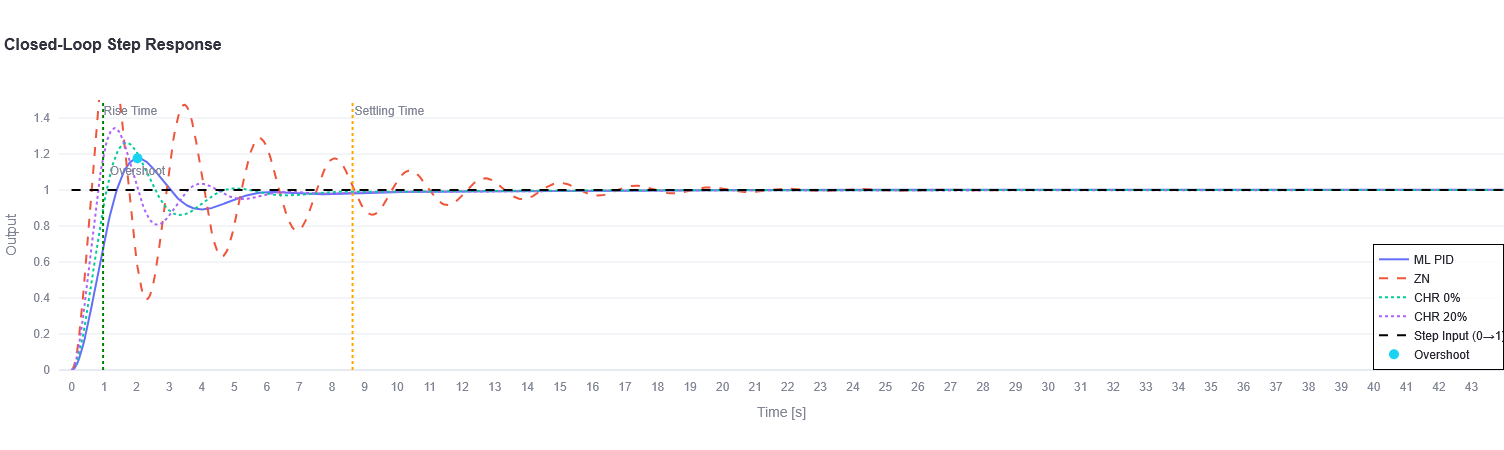 Closed-Loop Step Response
Rise Time
Settling Time
Overshoot
1.4
1.2
1
0.8
0.6
0.4
0.2
0
Output
0 1 2 3 4 5 6 7 8 9 10 11 12 13 14 15 16 17 18 19 20 21 22 23 24 25 26 27 28 29 30 31 32 33 34 35 36 37 38 39 40 41 42 43
Time [s]
ML PID
ZN
CHR 0%
CHR 20%
Step Input (0→1)
Overshoot